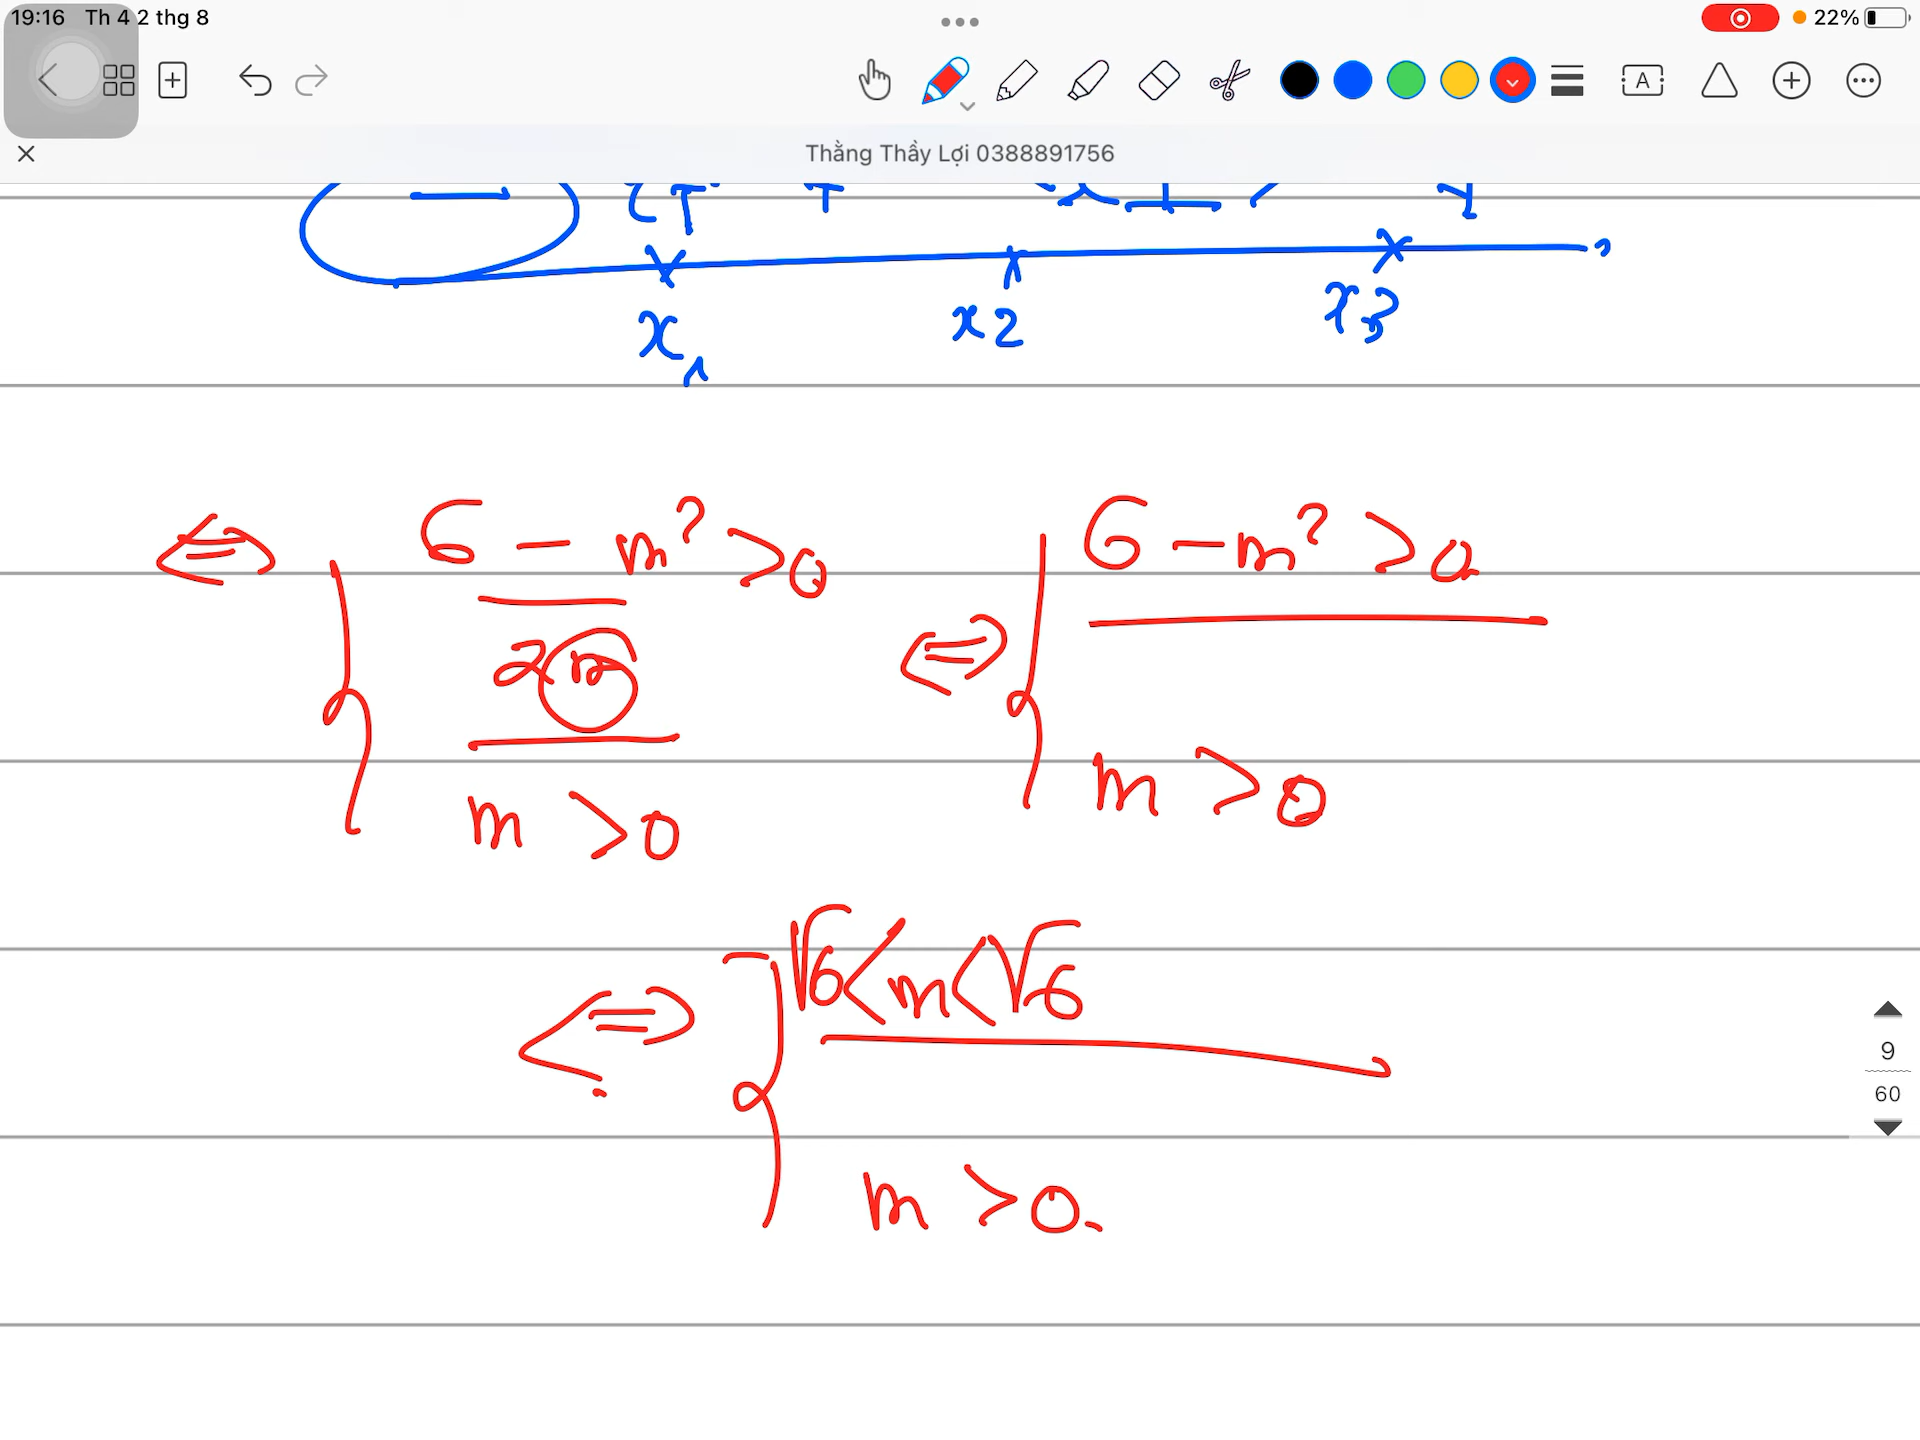 19:16 Th 4 2 thg 8
22%
A
Thằng Thầy Lợi 0388891756
x₁ x2 x3
⇔ { (6 - m²)/(2m) > 0
m > 0
⇔ { 6 - m² > 0
m > 0
⇔ { -√6 < m < √6
m > 0.
9
60